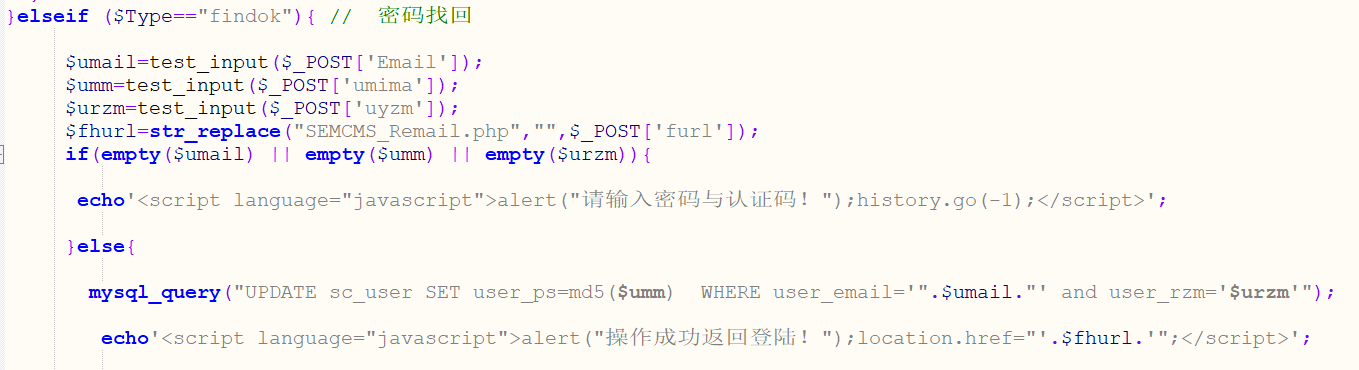 }elseif ($Type=="findok"){ //  密码找回
$umail=test_input($_POST['Email']);
$umm=test_input($_POST['umima']);
$urzm=test_input($_POST['uyzm']);
$fhurl=str_replace("SEMCMS_Remail.php","",$_POST['furl']);
if(empty($umail) || empty($umm) || empty($urzm)){
echo'<script language="javascript">alert("请输入密码与认证码！");history.go(-1);</script>';
}else{
mysql_query("UPDATE sc_user SET user_ps=md5($umm)  WHERE user_email='".$umail."' and user_rzm='$urzm'");
echo'<script language="javascript">alert("操作成功返回登陆！");location.href="'.$fhurl.'";</script>';